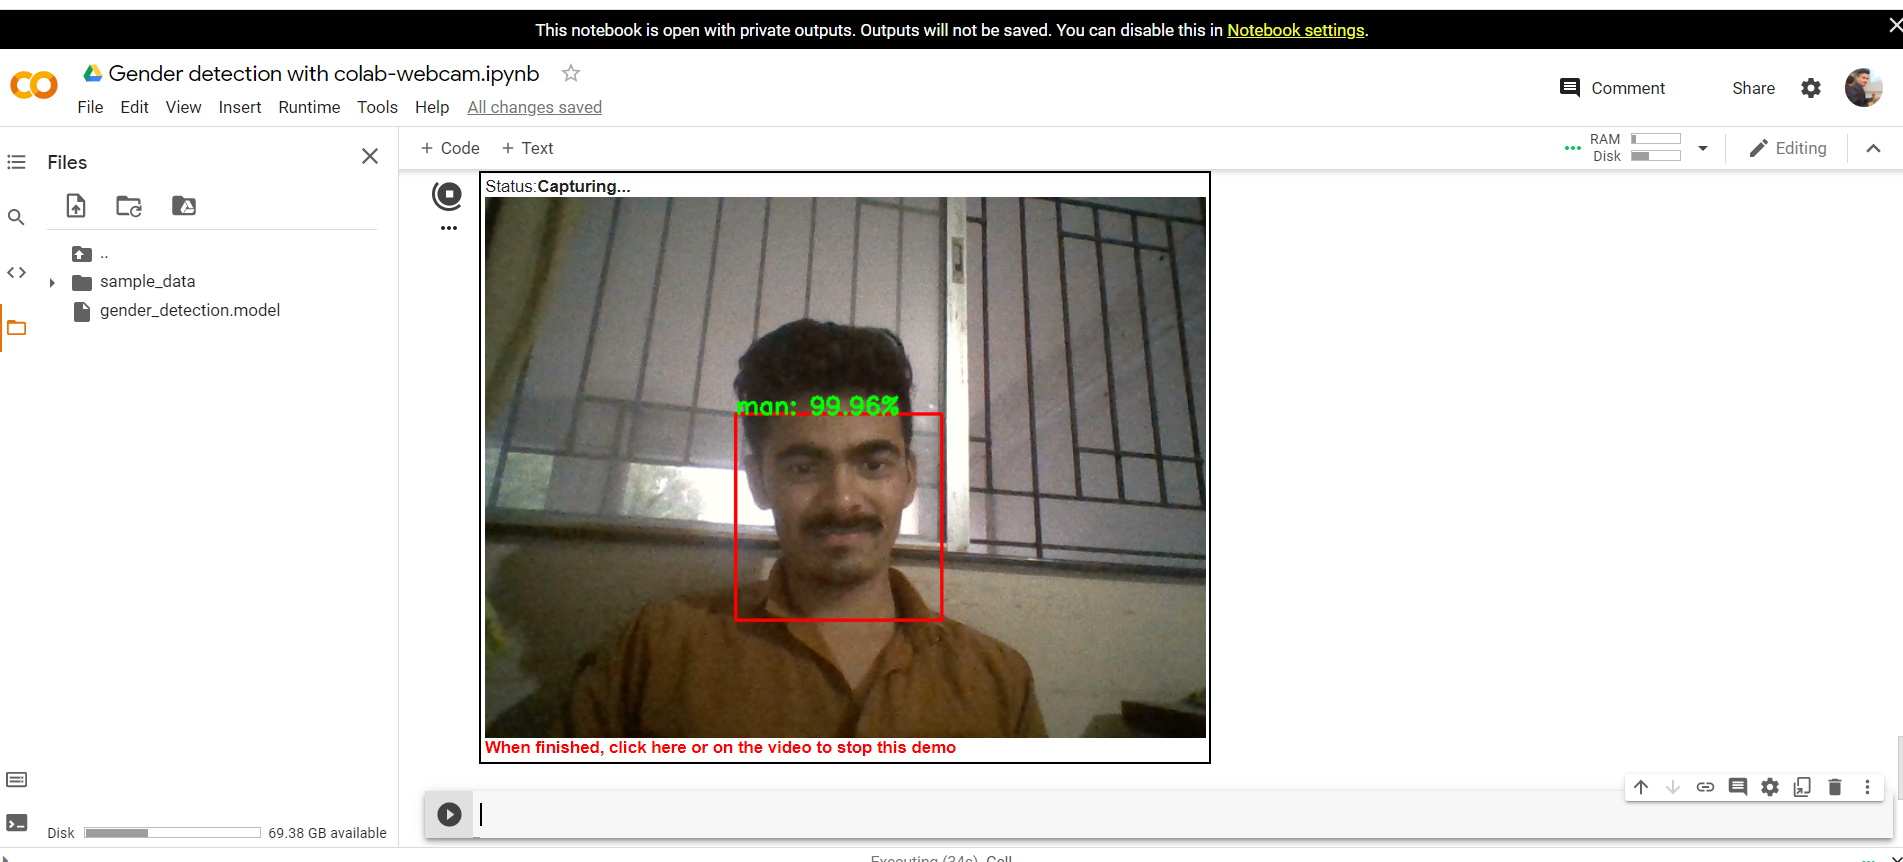 This notebook is open with private outputs. Outputs will not be saved. You can disable this in Notebook settings.
Gender detection with colab-webcam.ipynb
File Edit View Insert Runtime Tools Help All changes saved
Comment Share
Files
+ Code + Text
RAM
Disk
Editing
..
sample_data
gender_detection.model
Status:Capturing...
man: 99.96%
When finished, click here or on the video to stop this demo
Disk 69.38 GB available
Executing (34s) Cell